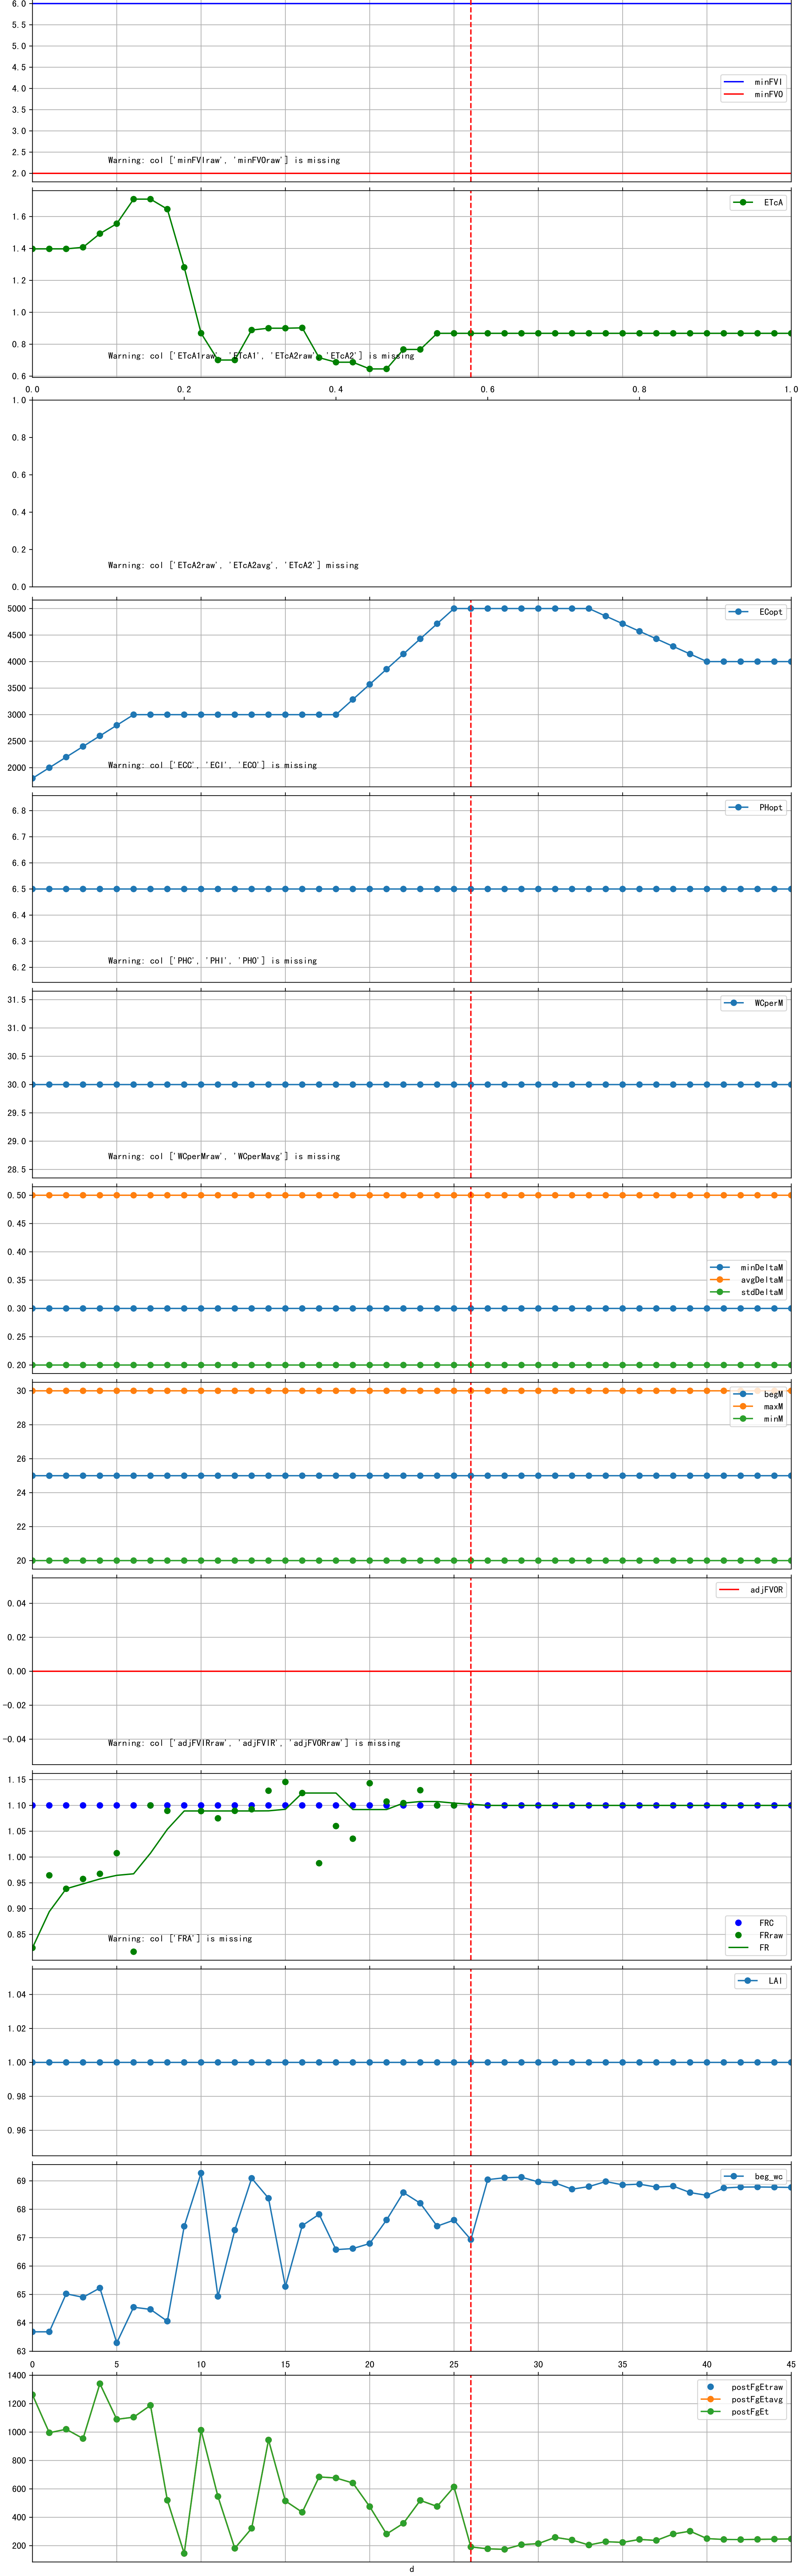 6.0
5.5
5.0
4.5
4.0
3.5
3.0
2.5
2.0
minFVI
minFVO
Warning: col ['minFVIraw', 'minFVOraw'] is missing
1.6
1.4
1.2
1.0
0.8
0.6
ETcA
Warning: col ['ETcA1raw', 'ETcA1', 'ETcA2raw', 'ETcA2'] is missing
0.0 0.2 0.4 0.6 0.8 1.0
1.0
0.8
0.6
0.4
0.2
0.0
Warning: col ['ETcA2raw', 'ETcA2avg', 'ETcA2'] missing
5000
4500
4000
3500
3000
2500
2000
ECopt
Warning: col ['ECC', 'ECI', 'ECO'] is missing
6.8
6.7
6.6
6.5
6.4
6.3
6.2
PHopt
Warning: col ['PHC', 'PHI', 'PHO'] is missing
31.5
31.0
30.5
30.0
29.5
29.0
28.5
WCperM
Warning: col ['WCperMraw', 'WCperMavg'] is missing
0.50
0.45
0.40
0.35
0.30
0.25
0.20
minDeltaM
avgDeltaM
stdDeltaM
30
28
26
24
22
20
begM
maxM
minM
0.04
0.02
0.00
-0.02
-0.04
adjFVOR
Warning: col ['adjFVIRraw', 'adjFVIR', 'adjFVORraw'] is missing
1.15
1.10
1.05
1.00
0.95
0.90
0.85
FRC
FRraw
FR
Warning: col ['FRA'] is missing
1.04
1.02
1.00
0.98
0.96
LAI
69
68
67
66
65
64
63
beg_wc
0 5 10 15 20 25 30 35 40 45
1400
1200
1000
800
600
400
200
postFgEtraw
postFgEtavg
postFgEt
d